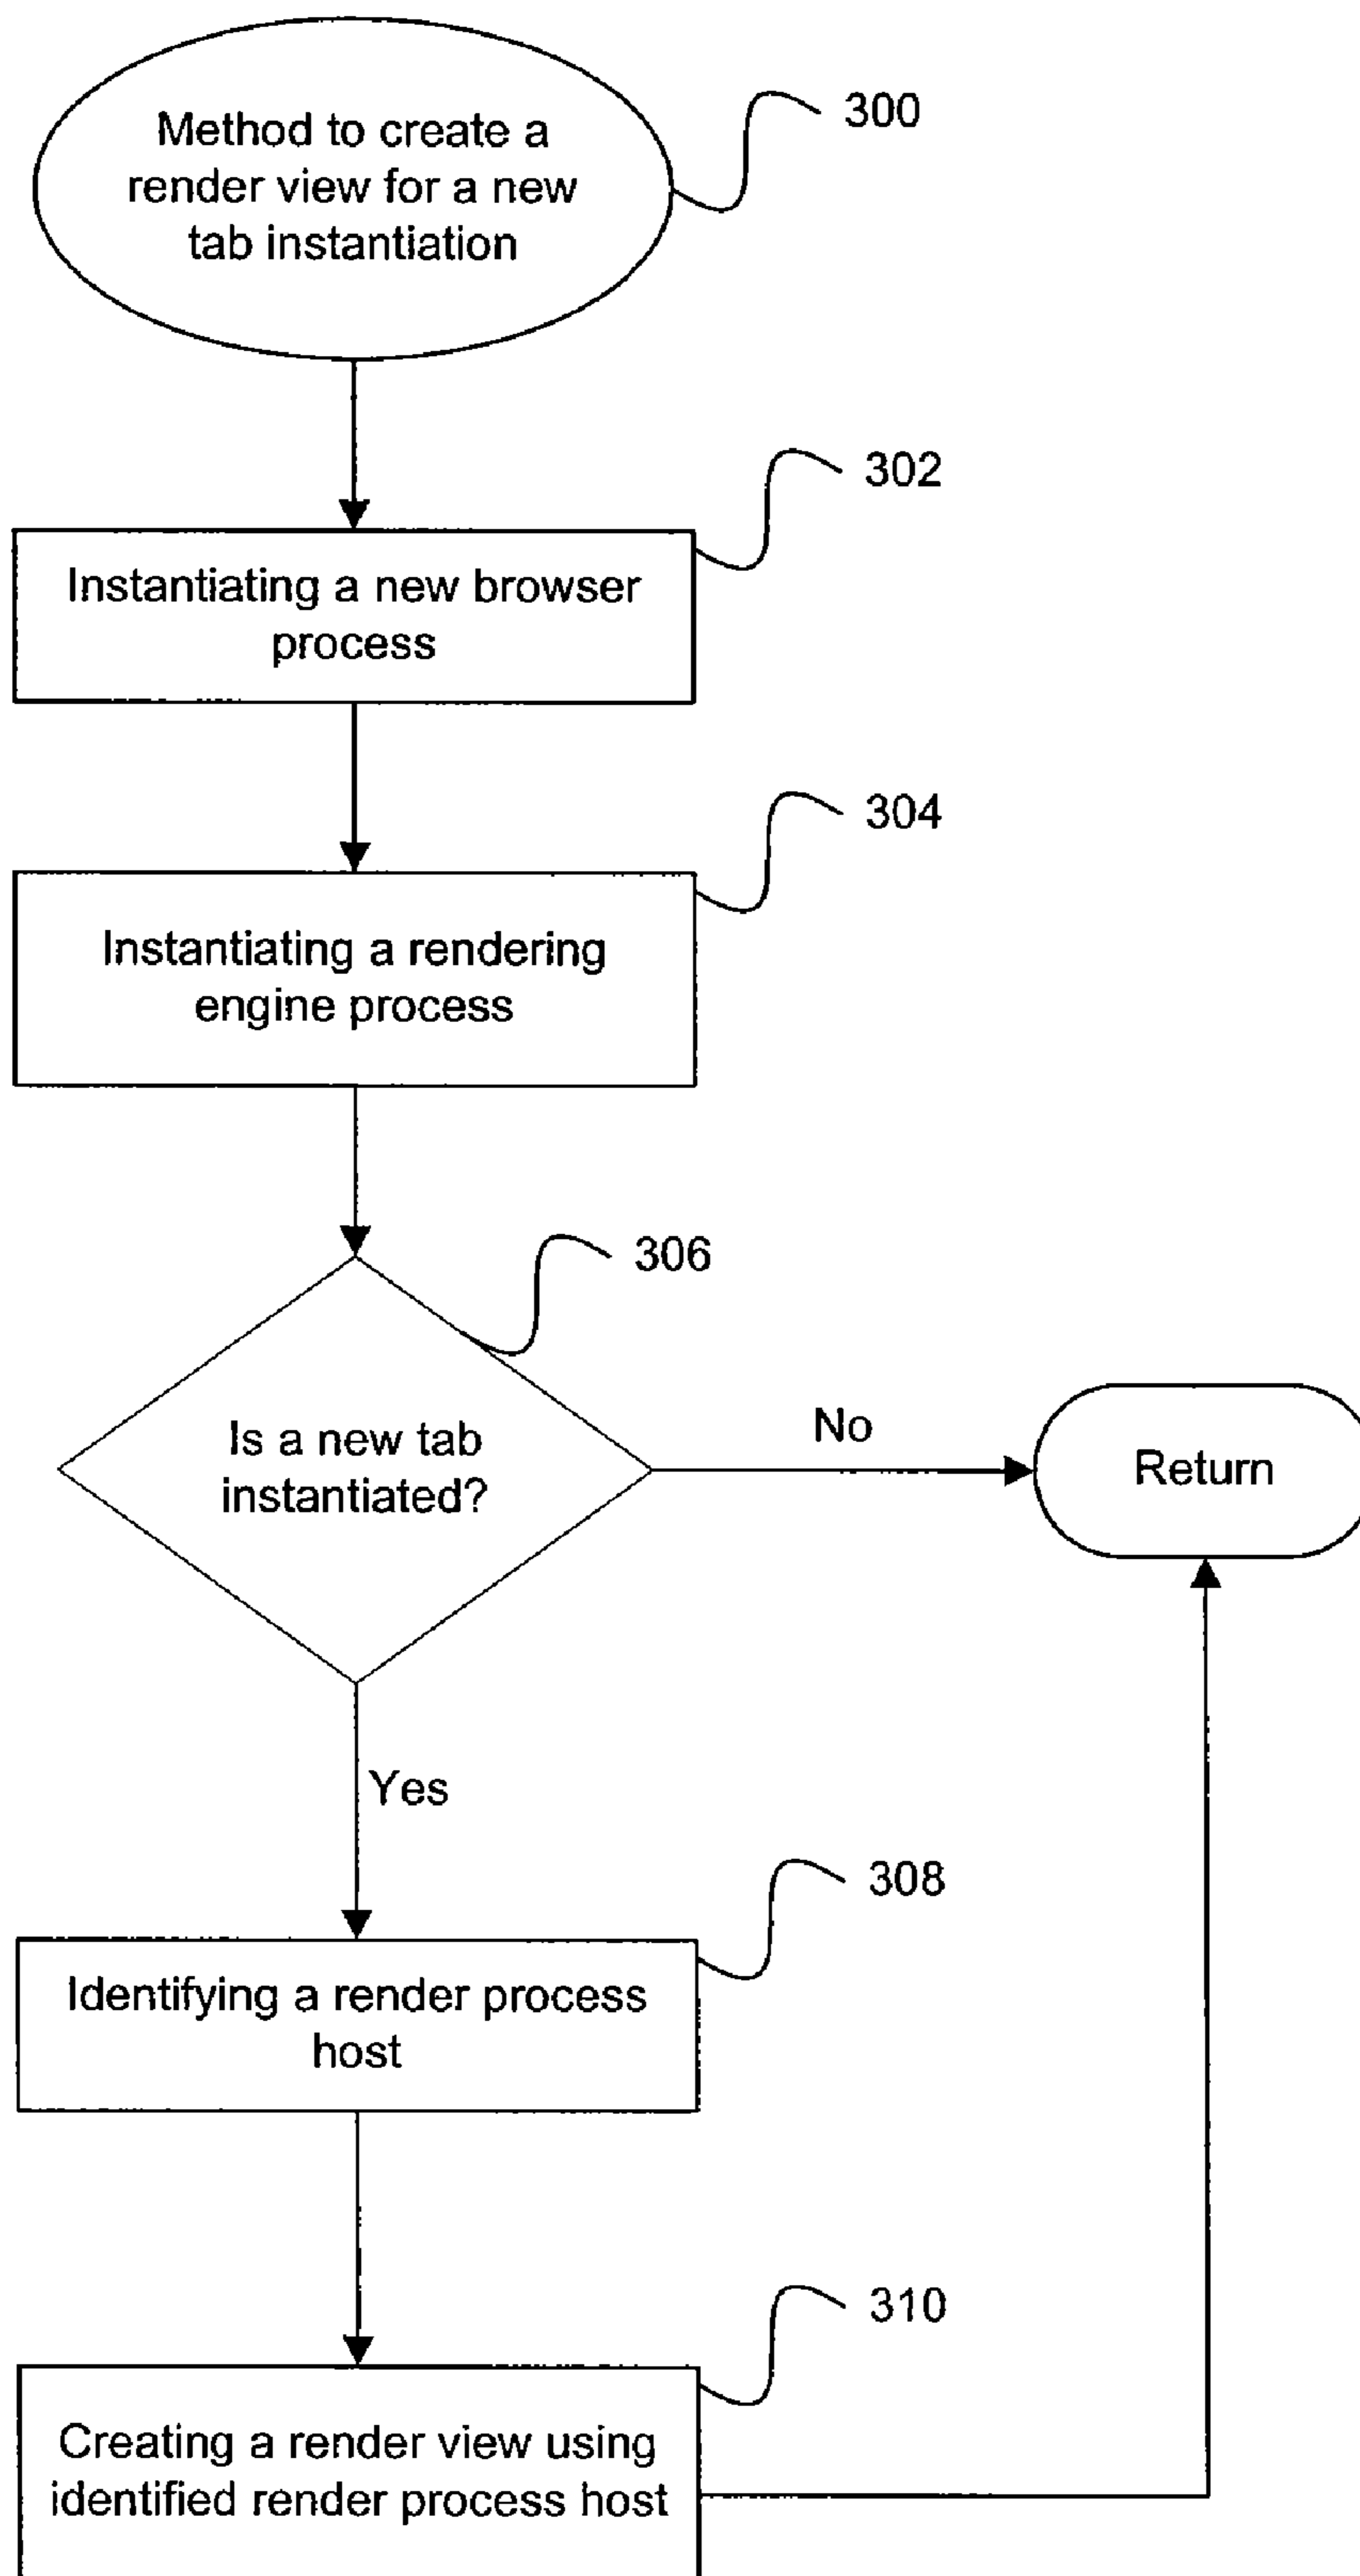 Method to create a
render view for a new
tab instantiation
300
302
Instantiating a new browser
process
304
Instantiating a rendering
engine process
306
Is a new tab
instantiated?
No
Return
Yes
308
Identifying a render process
host
310
Creating a render view using
identified render process host